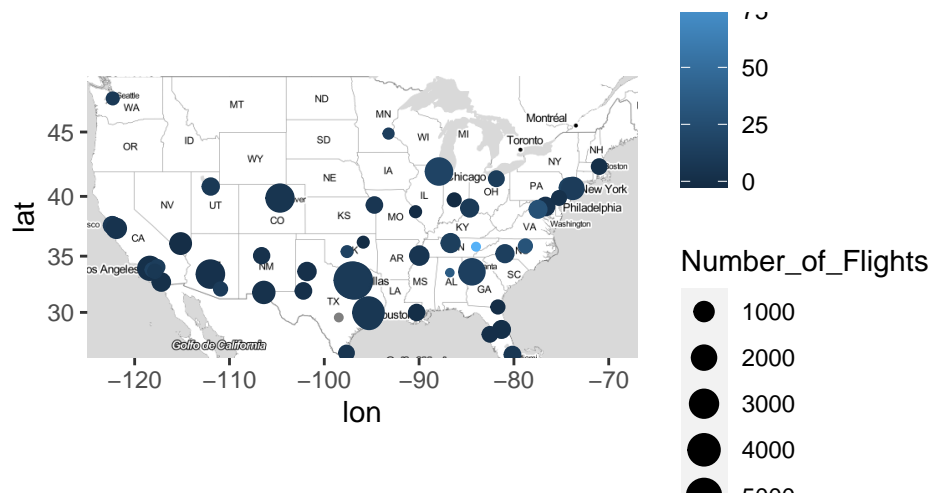 75
50
25
0
Number_of_Flights
1000
2000
3000
4000
5000
lat
45
40
35
30
−120
−110
−100
−90
−80
−70
lon
Seattle
WA
MT
ND
MN
Montréal
OR
ID
SD
WI
MI
Toronto
NH
WY
NY
Boston
NE
IA
Chicago
OH
PA
New York
NV
UT
CO
KS
MO
IL
KY
VA
Philadelphia
Washington
CA
Los Angeles
NM
AR
SC
MS
AL
GA
TX
LA
Golfo de California